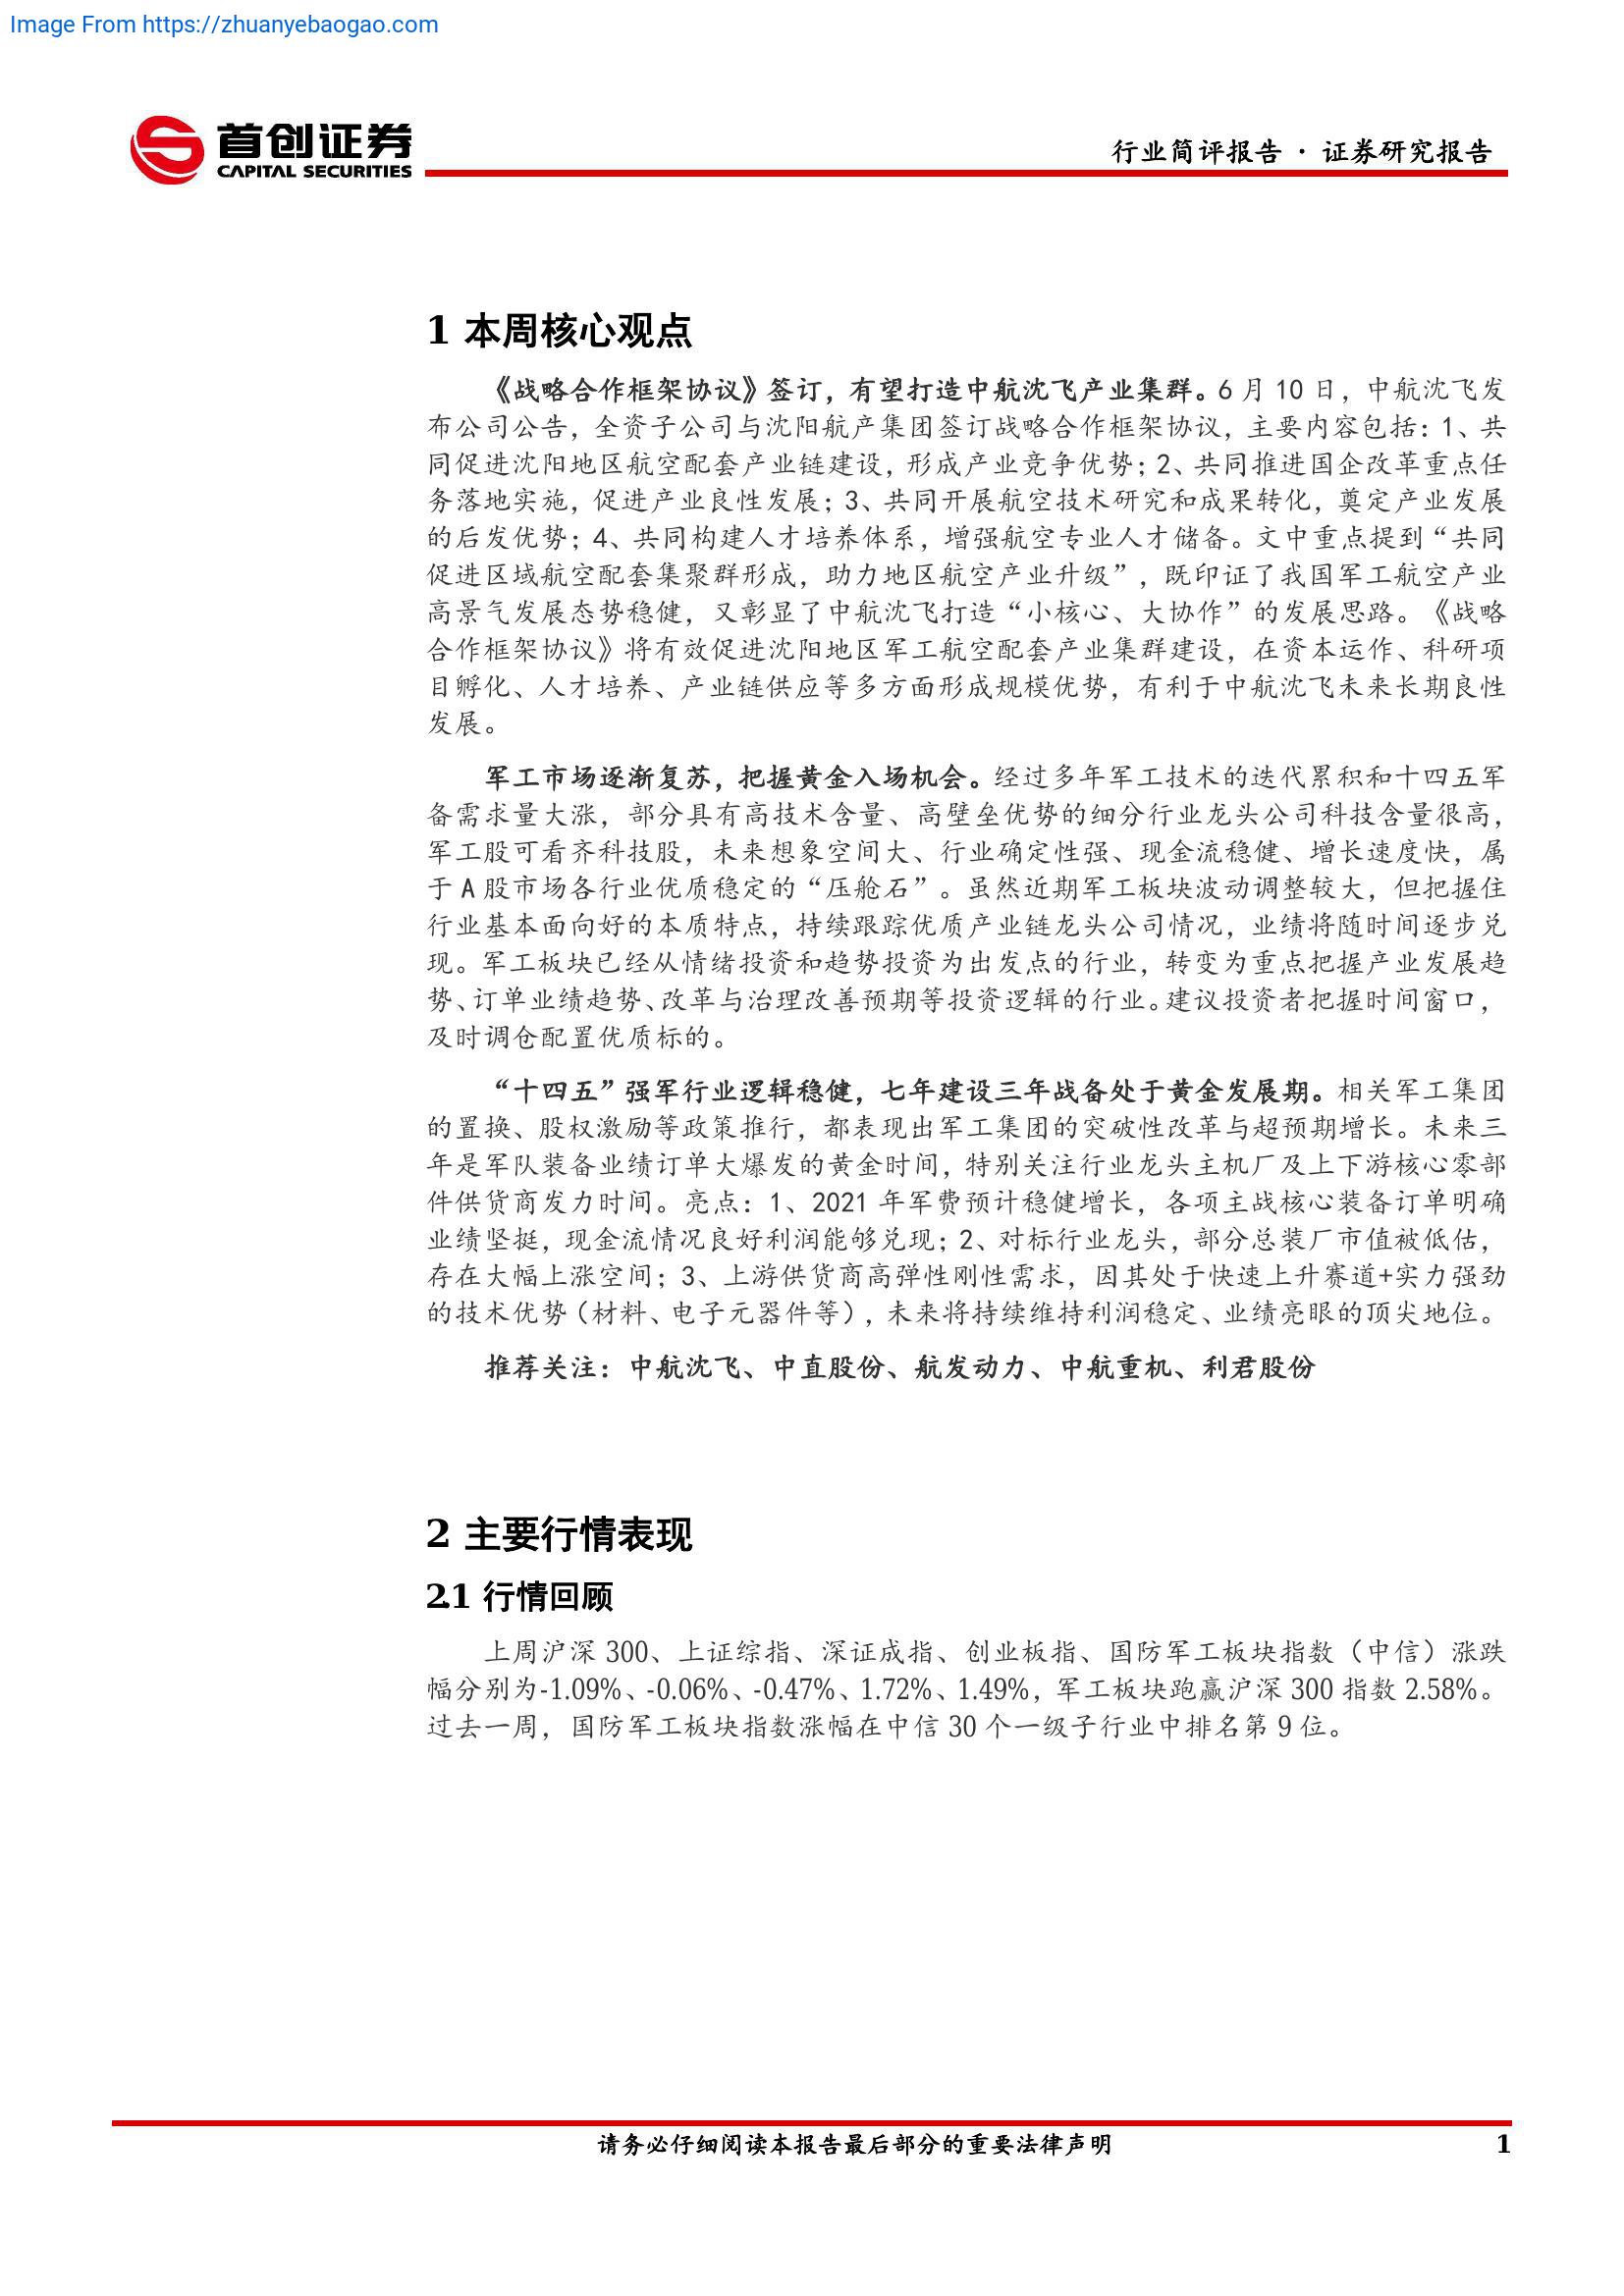 Image From https://zhuanyebaogao.com
首创证券
CAPITAL SECURITIES
行业简评报告 · 证券研究报告
1 本周核心观点
《战略合作框架协议》签订，有望打造中航沈飞产业集群。6 月 10 日，中航沈飞发
布公司公告，全资子公司与沈阳航产集团签订战略合作框架协议，主要内容包括：1、共
同促进沈阳地区航空配套产业链建设，形成产业竞争优势；2、共同推进国企改革重点任
务落地实施，促进产业良性发展；3、共同开展航空技术研究和成果转化，奠定产业发展
的后发优势；4、共同构建人才培养体系，增强航空专业人才储备。文中重点提到“共同
促进区域航空配套集聚群形成，助力地区航空产业升级”，既印证了我国军工航空产业
高景气发展态势稳健，又彰显了中航沈飞打造“小核心、大协作”的发展思路。《战略
合作框架协议》将有效促进沈阳地区军工航空配套产业集群建设，在资本运作、科研项
目孵化、人才培养、产业链供应等多方面形成规模优势，有利于中航沈飞未来长期良性
发展。
军工市场逐渐复苏，把握黄金入场机会。经过多年军工技术的迭代累积和十四五军
备需求量大涨，部分具有高技术含量、高壁垒优势的细分行业龙头公司科技含量很高，
军工股可看齐科技股，未来想象空间大、行业确定性强、现金流稳健、增长速度快，属
于 A 股市场各行业优质稳定的“压舱石”。虽然近期军工板块波动调整较大，但把握住
行业基本面向好的本质特点，持续跟踪优质产业链龙头公司情况，业绩将随时间逐步兑
现。军工板块已经从情绪投资和趋势投资为出发点的行业，转变为重点把握产业发展趋
势、订单业绩趋势、改革与治理改善预期等投资逻辑的行业。建议投资者把握时间窗口，
及时调仓配置优质标的。
“十四五”强军行业逻辑稳健，七年建设三年战备处于黄金发展期。相关军工集团
的置换、股权激励等政策推行，都表现出军工集团的突破性改革与超预期增长。未来三
年是军队装备业绩订单大爆发的黄金时间，特别关注行业龙头主机厂及上下游核心零部
件供货商发力时间。亮点：1、2021 年军费预计稳健增长，各项主战核心装备订单明确
业绩坚挺，现金流情况良好利润能够兑现；2、对标行业龙头，部分总装厂市值被低估，
存在大幅上涨空间；3、上游供货商高弹性刚性需求，因其处于快速上升赛道+实力强劲
的技术优势（材料、电子元器件等），未来将持续维持利润稳定、业绩亮眼的顶尖地位。
推荐关注：中航沈飞、中直股份、航发动力、中航重机、利君股份
2 主要行情表现
2.1 行情回顾
上周沪深 300、上证综指、深证成指、创业板指、国防军工板块指数（中信）涨跌
幅分别为-1.09%、-0.06%、-0.47%、1.72%、1.49%，军工板块跑赢沪深 300 指数 2.58%。
过去一周，国防军工板块指数涨幅在中信 30 个一级子行业中排名第 9 位。
请务必仔细阅读本报告最后部分的重要法律声明
1